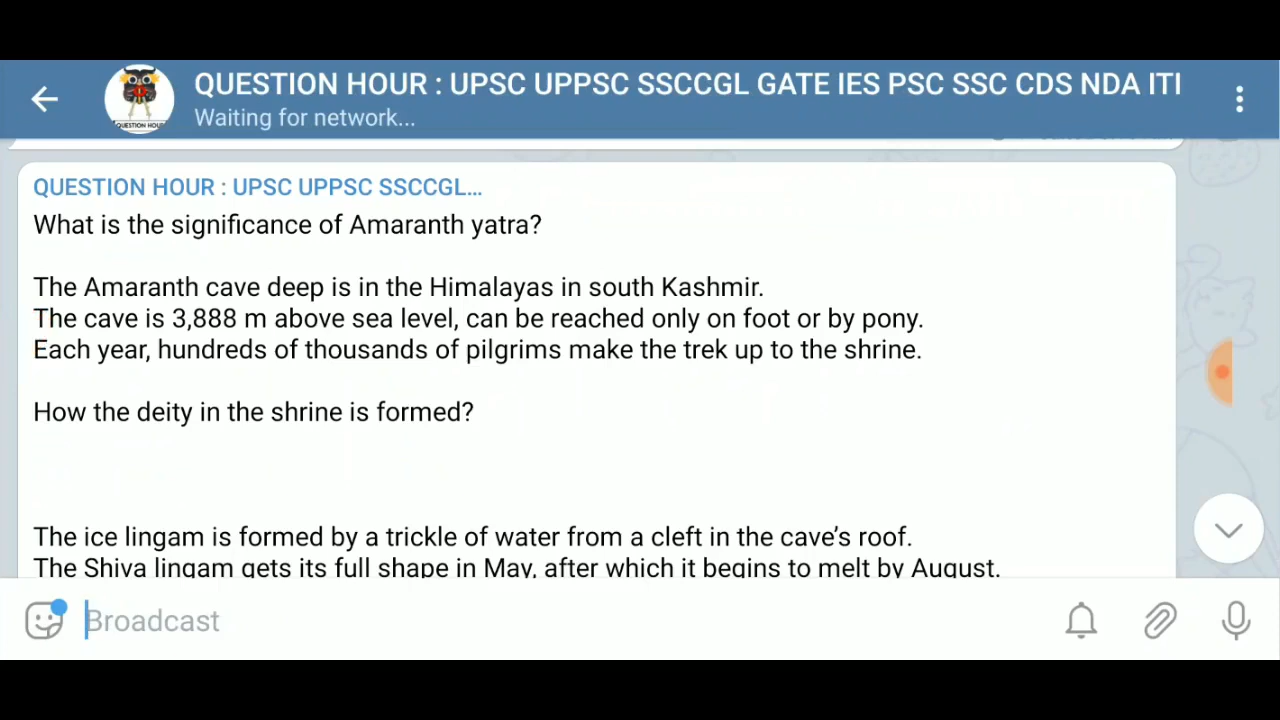 QUESTION HOUR : UPSC UPPSC SSCCGL GATE IES PSC SSC CDS NDA ITI
Waiting for network...
QUESTION HOUR : UPSC UPPSC SSCCGL...
What is the significance of Amaranth yatra?
The Amaranth cave deep is in the Himalayas in south Kashmir.
The cave is 3,888 m above sea level, can be reached only on foot or by pony.
Each year, hundreds of thousands of pilgrims make the trek up to the shrine.
How the deity in the shrine is formed?
The ice lingam is formed by a trickle of water from a cleft in the cave’s roof.
The Shiva lingam gets its full shape in May, after which it begins to melt by August.
Broadcast
QUESTION HOUR